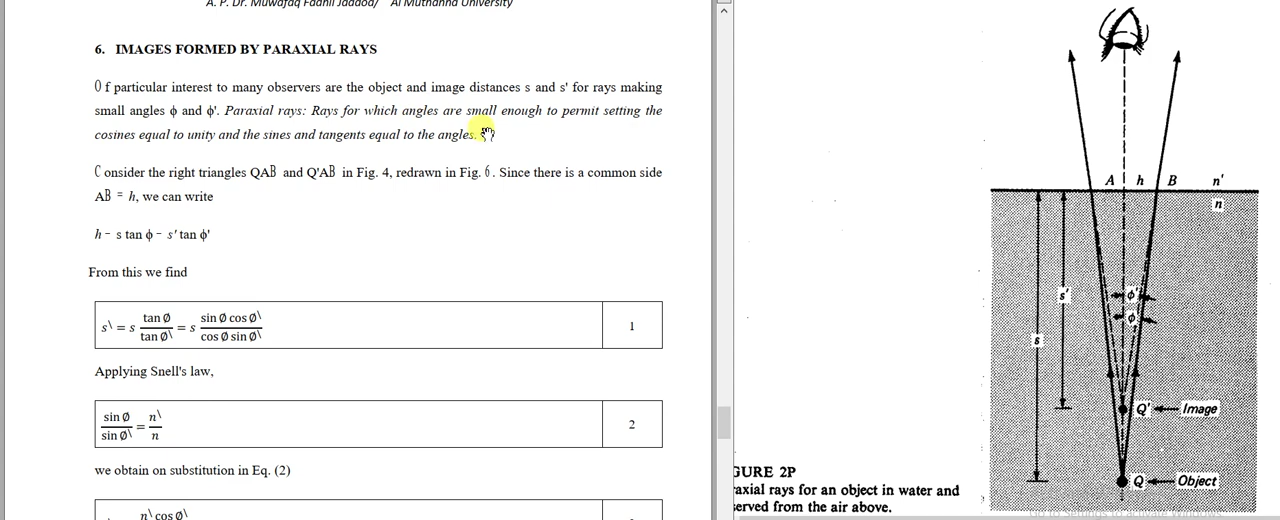 A. P. Dr. Muwafaq Fadhil Jaddoa/ Al Muthanna University
6. IMAGES FORMED BY PARAXIAL RAYS
Of particular interest to many observers are the object and image distances s and s' for rays making
small angles ϕ and ϕ'. Paraxial rays: Rays for which angles are small enough to permit setting the
cosines equal to unity and the sines and tangents equal to the angles.
Consider the right triangles QAB and Q'AB in Fig. 4, redrawn in Fig. 6. Since there is a common side
AB = h, we can write
h − s tan ϕ − s' tan ϕ'
From this we find
s\ = s tan Ø / tan Ø\ = s sin Ø cos Ø\ / cos Ø sin Ø\ 1
Applying Snell's law,
sin Ø / sin Ø\ = n\ / n 2
we obtain on substitution in Eq. (2)
n\ cos Ø\
A h B n'
n
s'
ϕ'
ϕ
s
Q' Image
Q Object
GURE 2P
axial rays for an object in water and
erved from the air above.